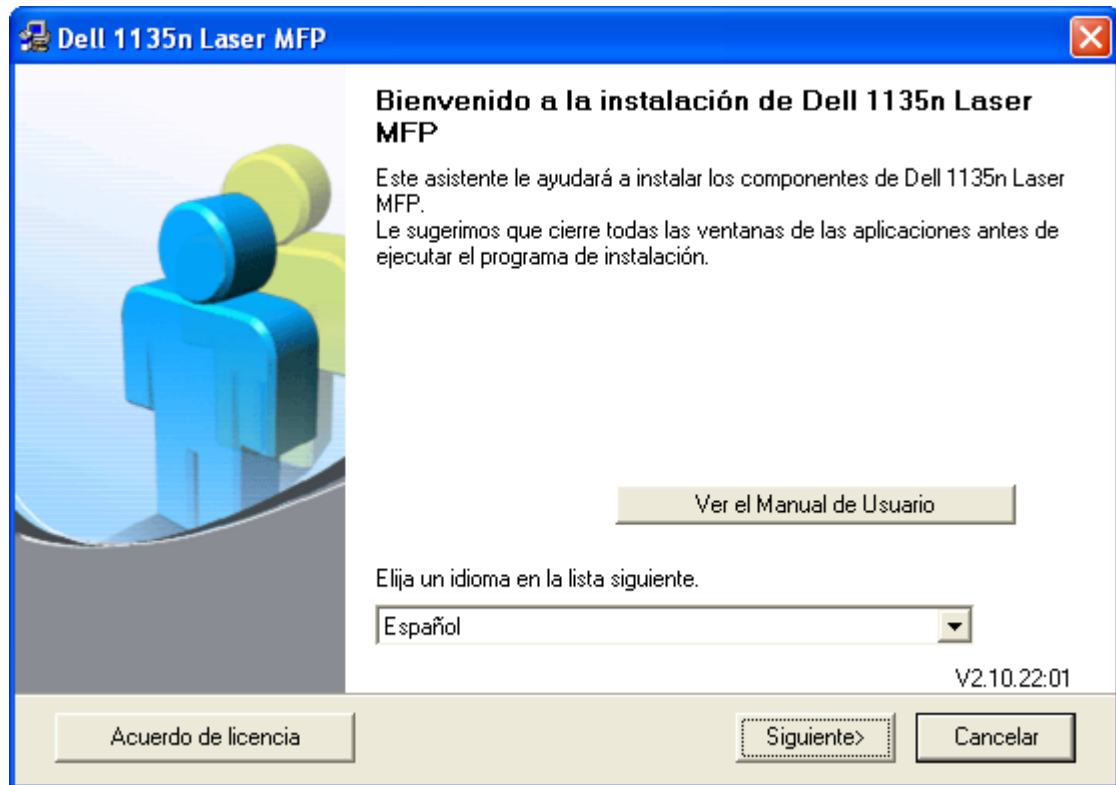 Dell 1135n Laser MFP
Bienvenido a la instalación de Dell 1135n Laser
MFP
Este asistente le ayudará a instalar los componentes de Dell 1135n Laser
MFP.
Le sugerimos que cierre todas las ventanas de las aplicaciones antes de
ejecutar el programa de instalación.
Ver el Manual de Usuario
Elija un idioma en la lista siguiente.
Español
V2.10.22:01
Acuerdo de licencia
Siguiente>
Cancelar